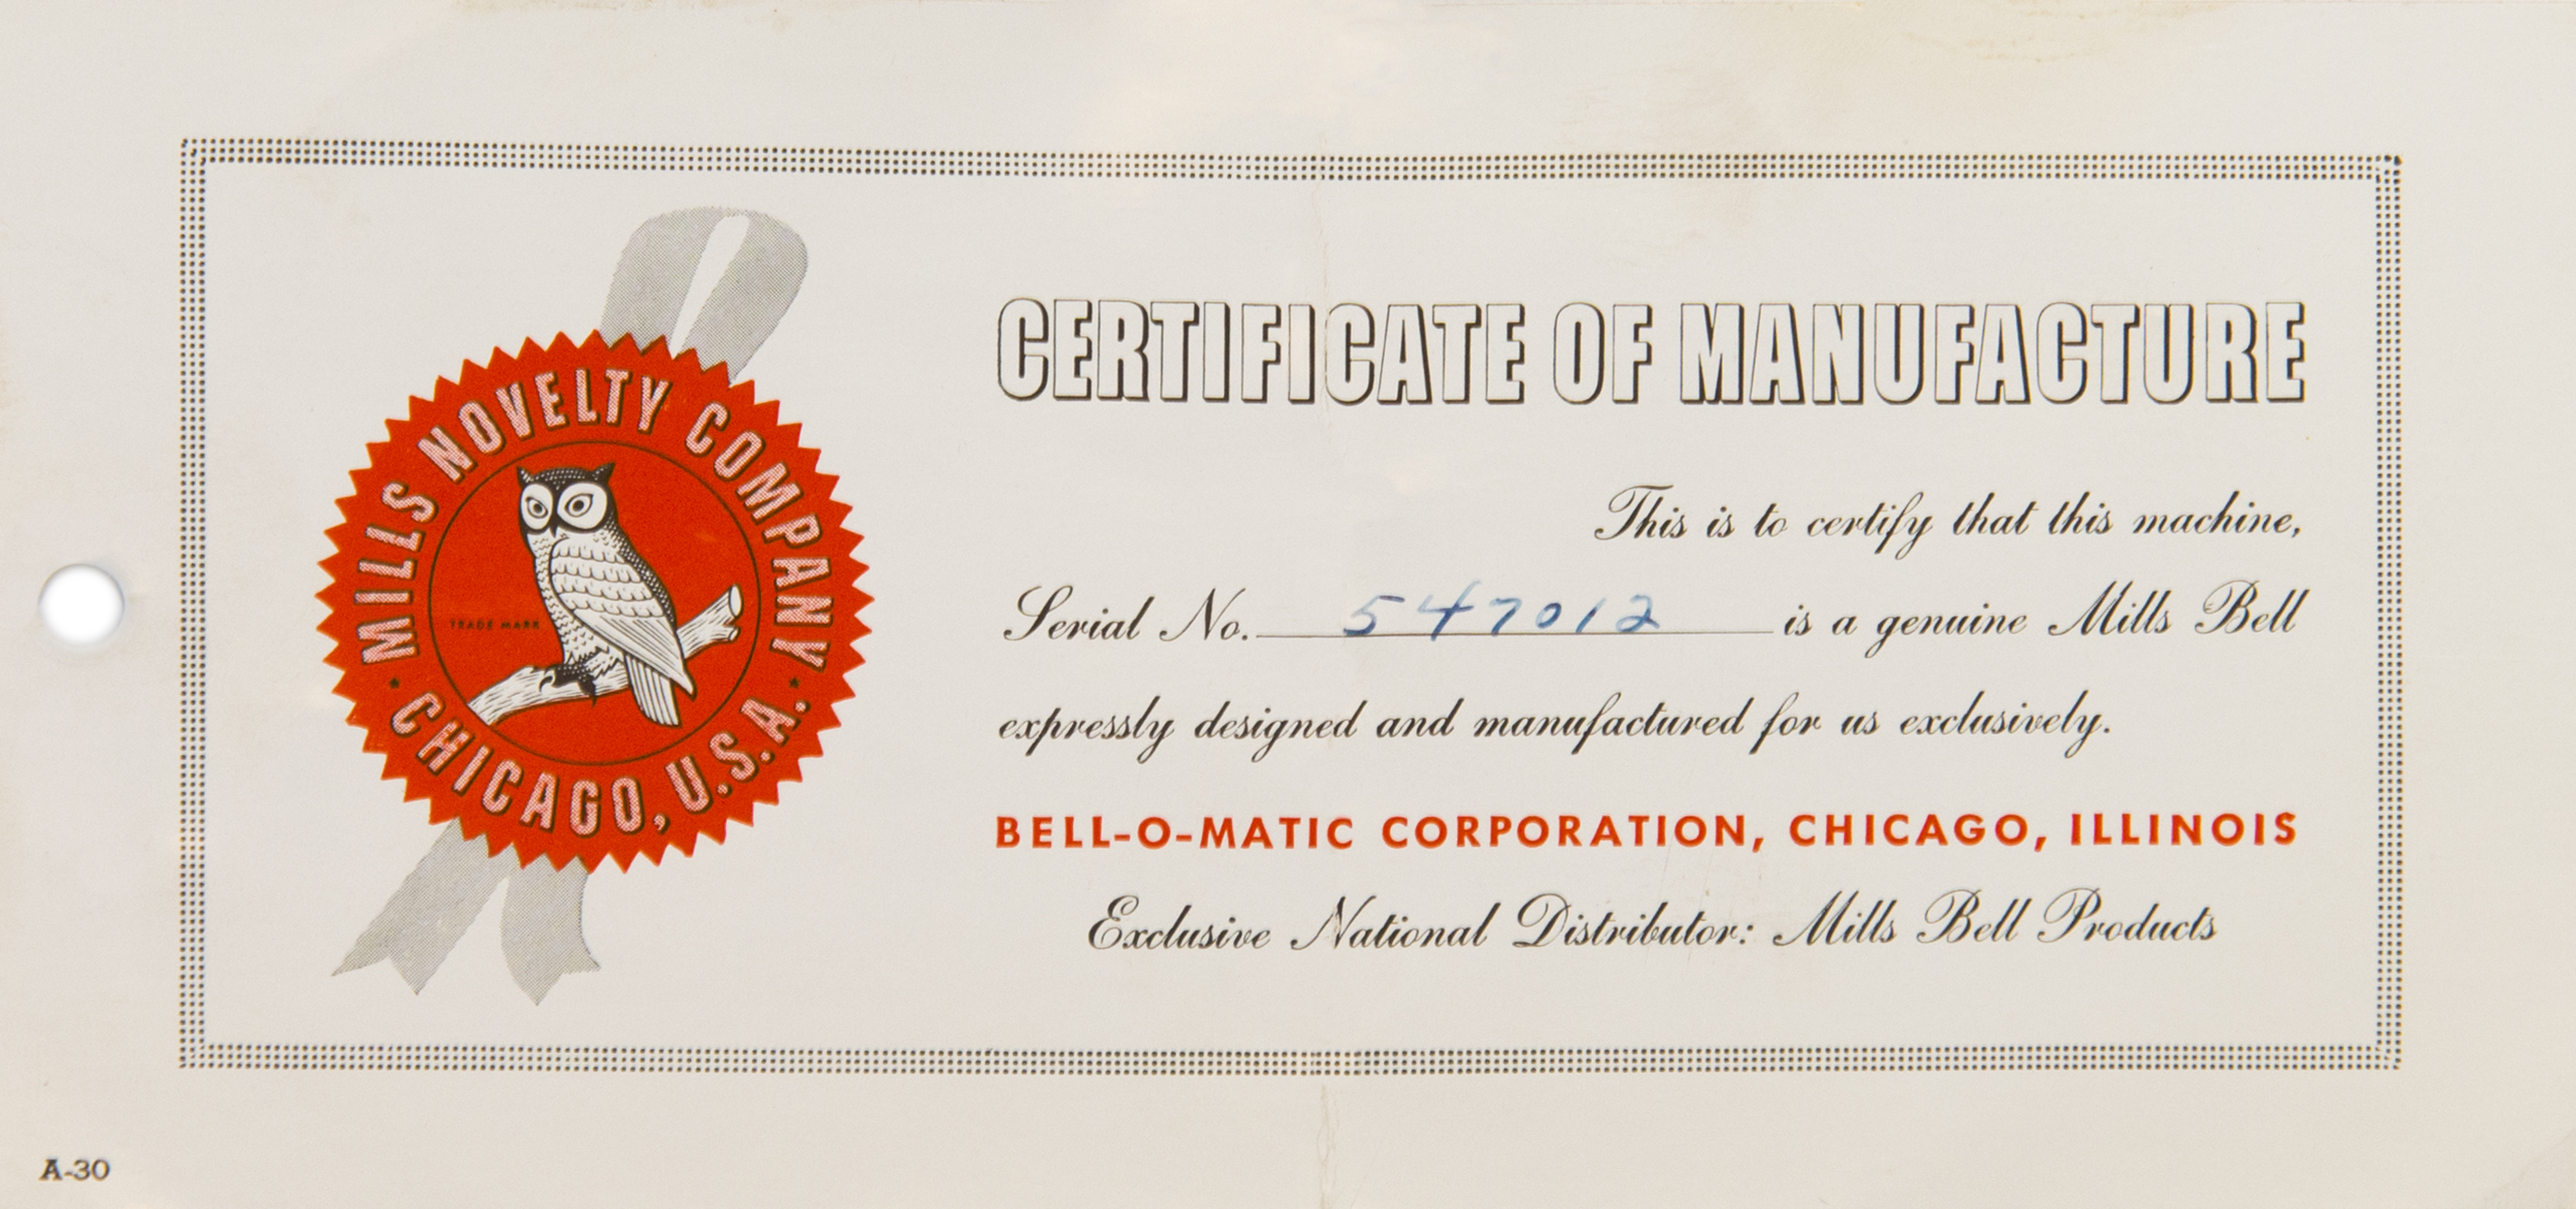 MILLS NOVELTY COMPANY
· CHICAGO, U.S.A. ·
TRADE MARK
CERTIFICATE OF MANUFACTURE
This is to certify that this machine,
Serial No. 547012 is a genuine Mills Bell
expressly designed and manufactured for us exclusively.
BELL-O-MATIC CORPORATION, CHICAGO, ILLINOIS
Exclusive National Distributor: Mills Bell Products
A-30